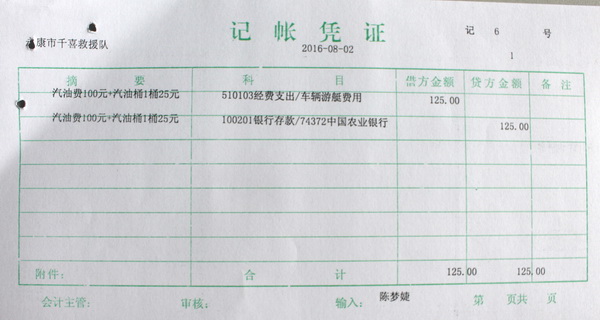 记帐凭证
康市千喜救援队 2016-08-02 记 6 号
1
摘要 科目 借方金额 贷方金额 备注
汽油费100元+汽油桶1桶25元 510103经费支出/车辆游艇费用 125.00
汽油费100元+汽油桶1桶25元 100201银行存款/74372中国农业银行 125.00
附件: 合计 125.00 125.00
会计主管: 审核: 输入: 陈梦婕 第 页共 页